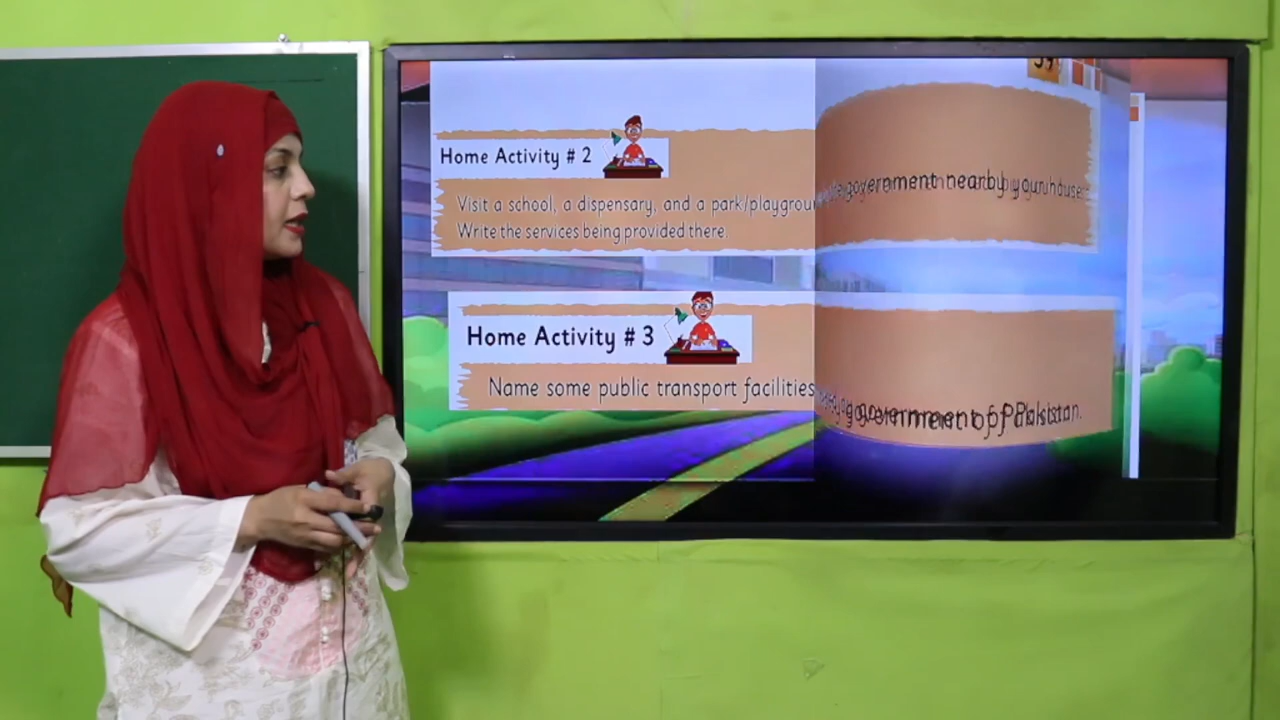 34
Home Activity # 2
Visit a school, a dispensary, and a park/playgrou government nearby your house.
Write the services being provided there.
Home Activity # 3
Name some public transport facilities government of Pakistan.